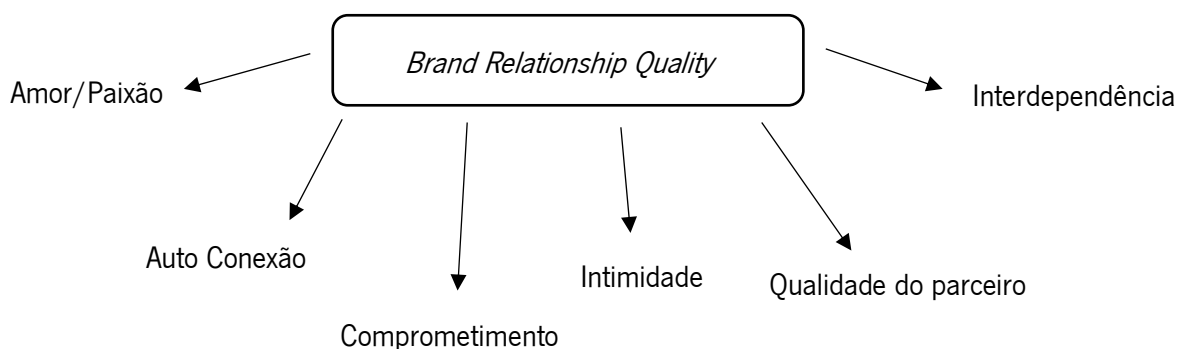 Brand Relationship Quality
Amor/Paixão
Interdependência
Auto Conexão
Intimidade
Qualidade do parceiro
Comprometimento